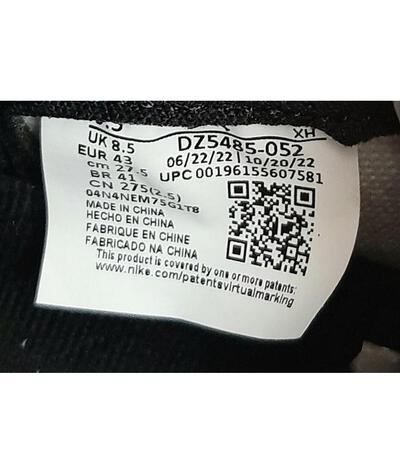 XH
UK 8.5
EUR 43
cm 27.5
BR 41
CN 275(2.5)
04N4NEM75G1T8
MADE IN CHINA
HECHO EN CHINA
FABRIQUE EN CHINE
FABRICADO NA CHINA
DZ5485-052
06/22/22 | 10/20/22
UPC 00196155607581
This product is covered by one or more patents:
www.nike.com/patentsvirtualmarking